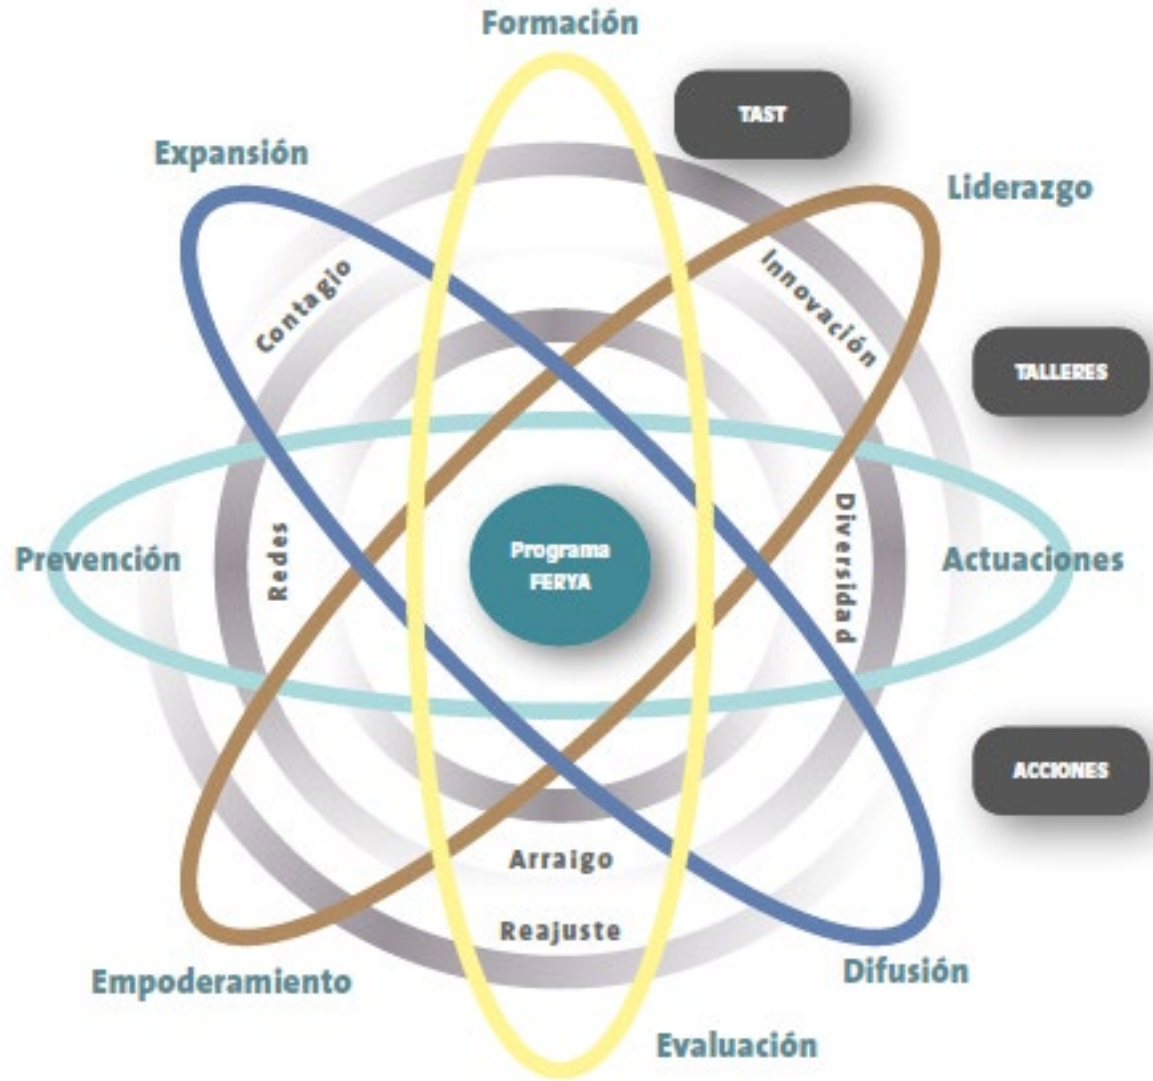 Formación
TAST
Expansión
Liderazgo
Contagio
Innovación
TALLERES
Prevención
Redes
Programa
FERYA
Diversidad
Actuaciones
ACCIONES
Arraigo
Reajuste
Empoderamiento
Difusión
Evaluación